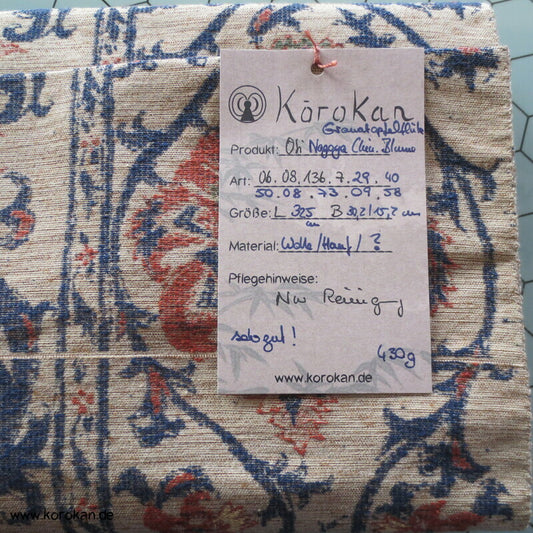 KōroKan
Granatapfelblüte
Produkt: Obi Nagoya Chin. Blume
Art: 06.08.136.7.29.40
50.08.73.09.58
Größe: L 325 B 30,2/15,2 cm
cm
Material: Wolle/Hanf/?
Pflegehinweise:
Nur Reinigung
sehr gut!
430g
www.korokan.de
www.korokan.de